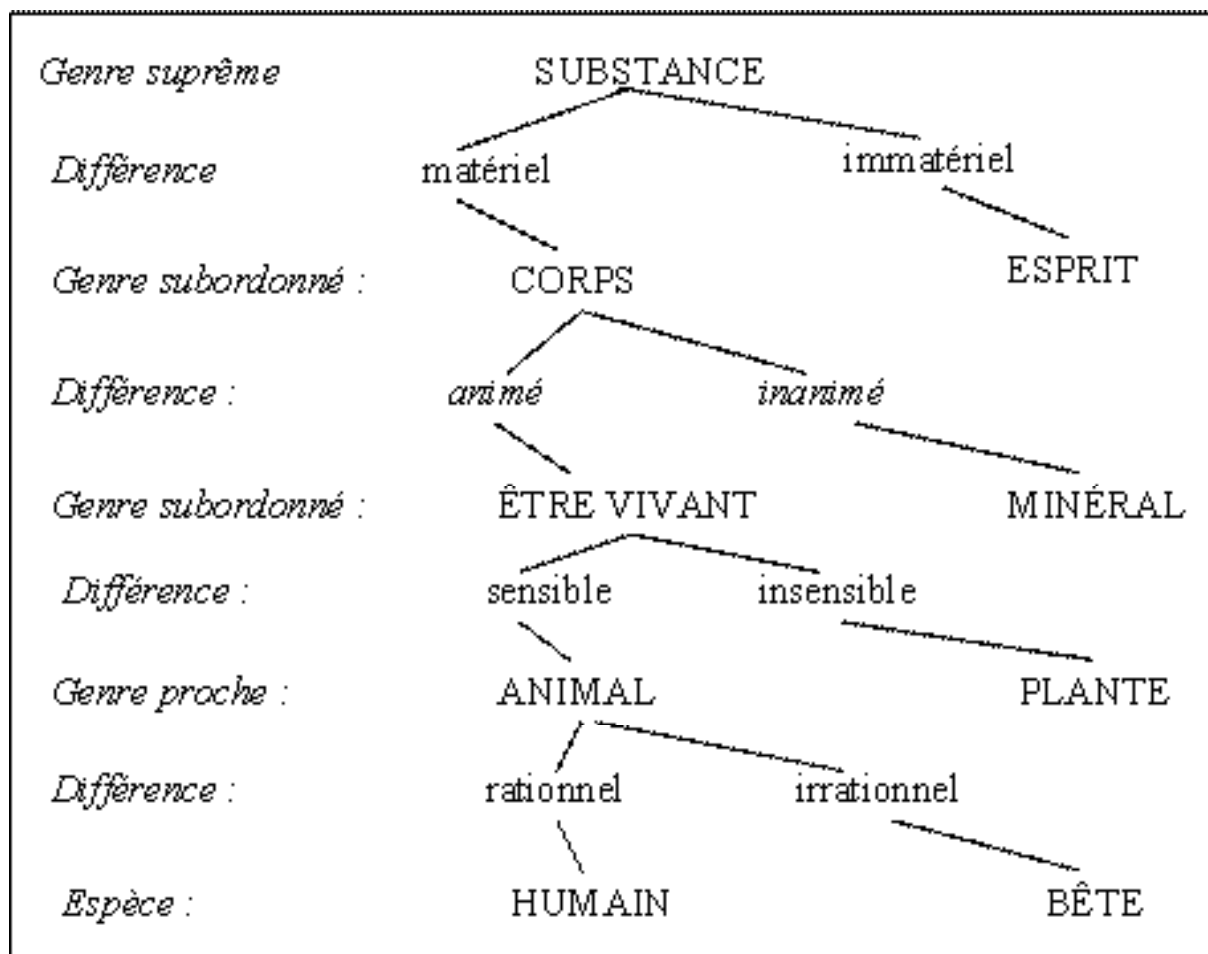 Genre suprême SUBSTANCE
Différence matériel immatériel
Genre subordonné : CORPS ESPRIT
Différence : animé inanimé
Genre subordonné : ÊTRE VIVANT MINÉRAL
Différence : sensible insensible
Genre proche : ANIMAL PLANTE
Différence : rationnel irrationnel
Espèce : HUMAIN BÊTE